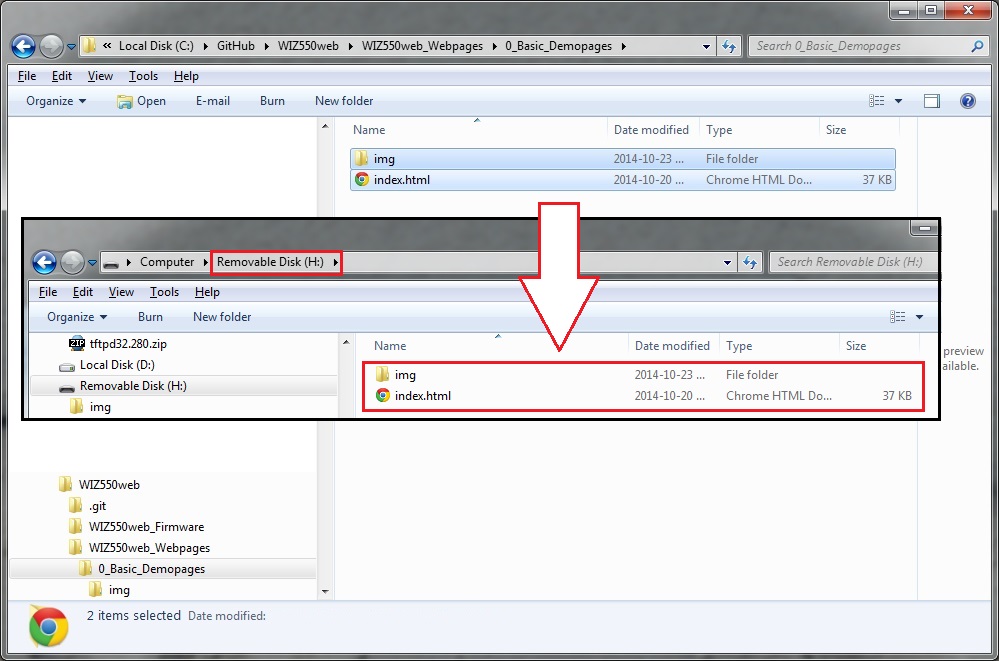 « Local Disk (C:) GitHub WIZ550web WIZ550web_Webpages 0_Basic_Demopages Search 0_Basic_Demopages
File Edit View Tools Help
Organize Open E-mail Burn New folder
Name Date modified Type Size
img 2014-10-23 ... File folder
index.html 2014-10-20 ... Chrome HTML Do... 37 KB
Computer Removable Disk (H:) Search Removable Disk (H:)
File Edit View Tools Help
Organize Burn New folder
ZIP tftpd32.280.zip
Local Disk (D:)
Removable Disk (H:)
img
Name Date modified Type Size
img 2014-10-23 ... File folder
index.html 2014-10-20 ... Chrome HTML Do... 37 KB
preview
ailable.
WIZ550web
.git
WIZ550web_Firmware
WIZ550web_Webpages
0_Basic_Demopages
img
2 items selected Date modified: